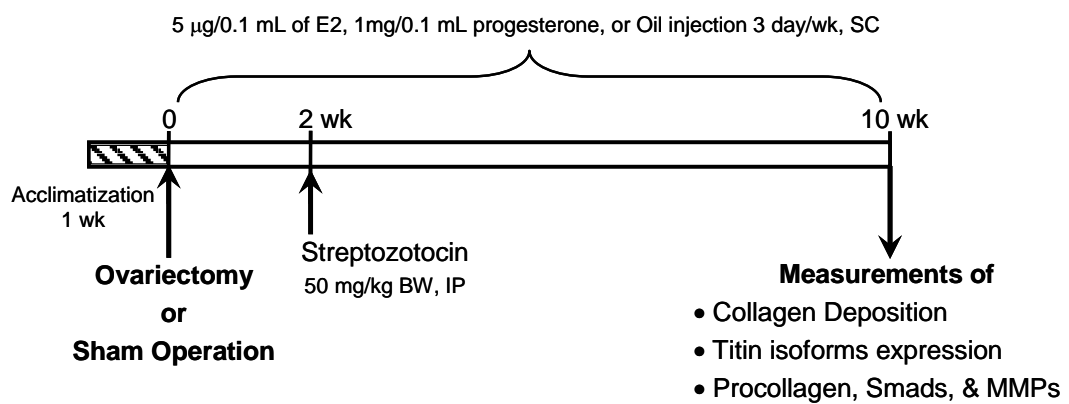 5 μg/0.1 mL of E2, 1mg/0.1 mL progesterone, or Oil injection 3 day/wk, SC
0
2 wk
10 wk
Acclimatization
1 wk
Ovariectomy
or
Sham Operation
Streptozotocin
50 mg/kg BW, IP
Measurements of
• Collagen Deposition
• Titin isoforms expression
• Procollagen, Smads, & MMPs